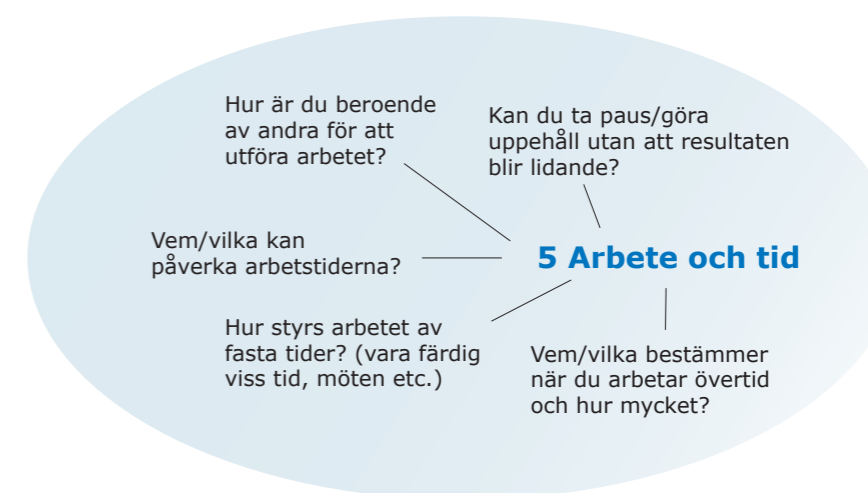 Hur är du beroende
av andra för att
utföra arbetet?
Kan du ta paus/göra
uppehåll utan att resultaten
blir lidande?
Vem/vilka kan
påverka arbetstiderna?
5 Arbete och tid
Hur styrs arbetet av
fasta tider? (vara färdig
viss tid, möten etc.)
Vem/vilka bestämmer
när du arbetar övertid
och hur mycket?